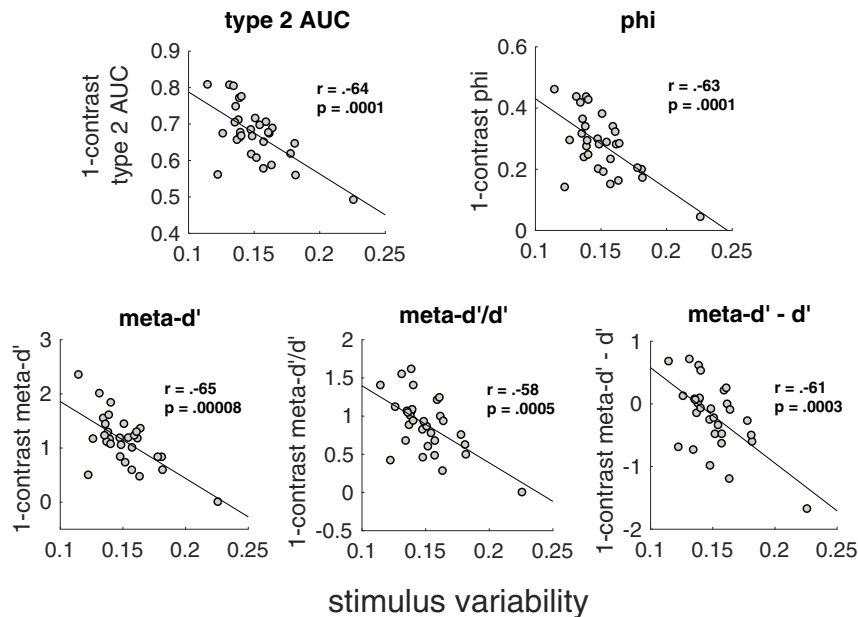 type 2 AUC
1-contrast
type 2 AUC
0.9
0.8
0.7
0.6
0.5
0.4
0.1
0.15
0.2
0.25
r = .-64
p = .0001
phi
1-contrast phi
0.6
0.4
0.2
0
0.1
0.15
0.2
0.25
r = .-63
p = .0001
meta-d'
1-contrast meta-d'
3
2
1
0
0.1
0.15
0.2
0.25
r = .-65
p = .00008
meta-d'/d'
1-contrast meta-d'/d'
2
1.5
1
0.5
0
-0.5
0.1
0.15
0.2
0.25
r = .-58
p = .0005
meta-d' - d'
1-contrast meta-d' - d'
1
0
-1
-2
0.1
0.15
0.2
0.25
r = .-61
p = .0003
stimulus variability